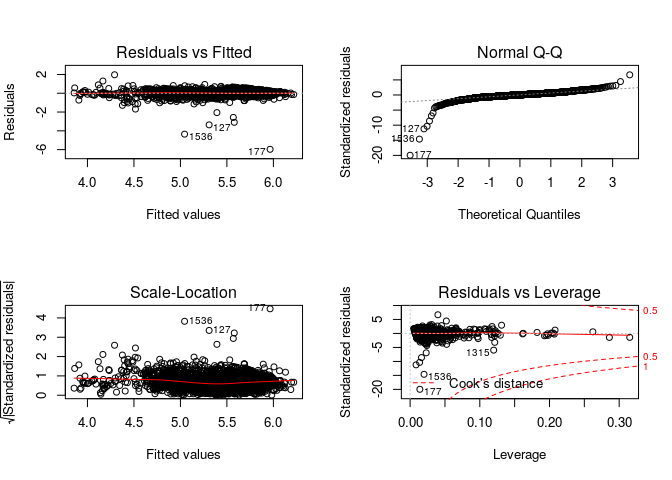 Residuals vs Fitted
Residuals
2
0
-2
-6
1536
127
177
4.0 4.5 5.0 5.5 6.0
Fitted values
Normal Q-Q
Standardized residuals
0
-10
-20
127
1536
177
-3 -2 -1 0 1 2 3
Theoretical Quantiles
Scale-Location
√|Standardized residuals|
4
3
2
1
0
177
1536
127
4.0 4.5 5.0 5.5 6.0
Fitted values
Residuals vs Leverage
Standardized residuals
5
-5
-20
1315
1536
177
Cook's distance
0.5
0.5
1
0.00 0.10 0.20 0.30
Leverage